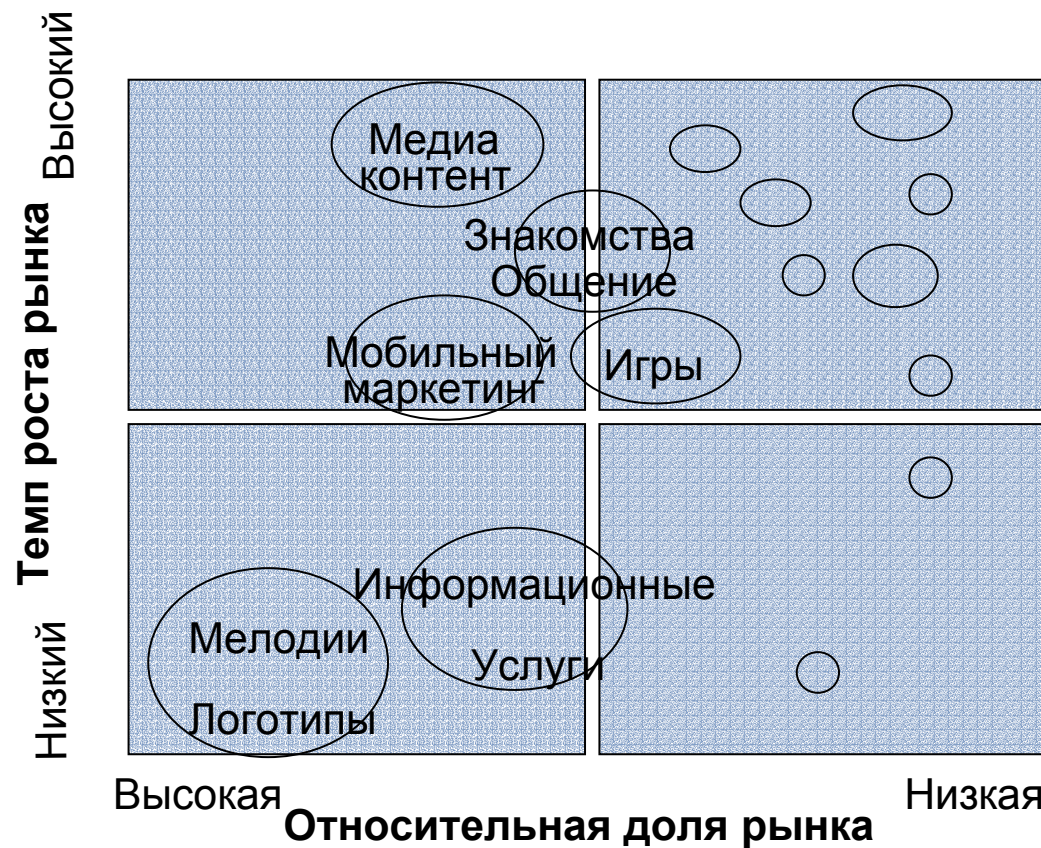 Высокий
Темп роста рынка
Низкий
Медиа
контент
Знакомства
Общение
Мобильный
маркетинг
Игры
Информационные
Услуги
Мелодии
Логотипы
Высокая
Низкая
Относительная доля рынка